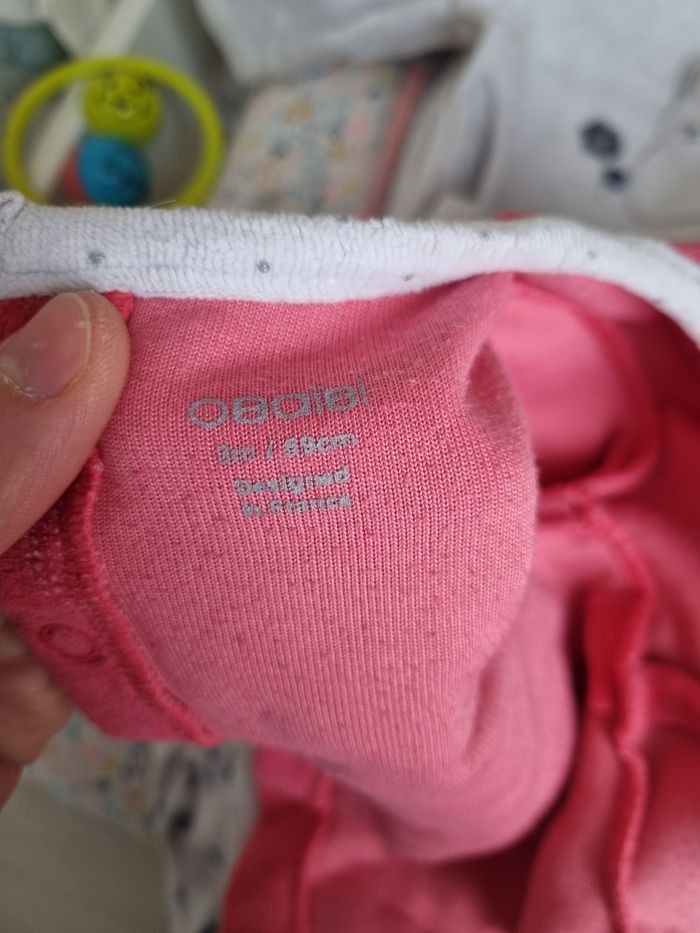 obaïbi
3m / 59cm
Designed
in France